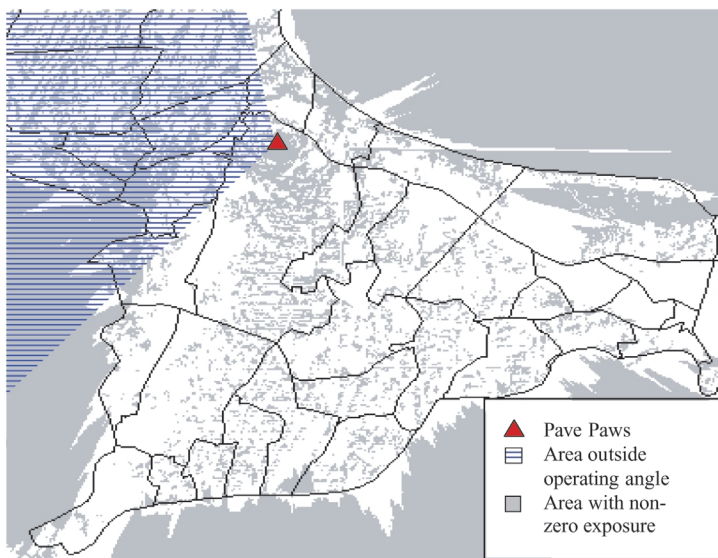 Pave Paws
Area outside
operating angle
Area with non-
zero exposure